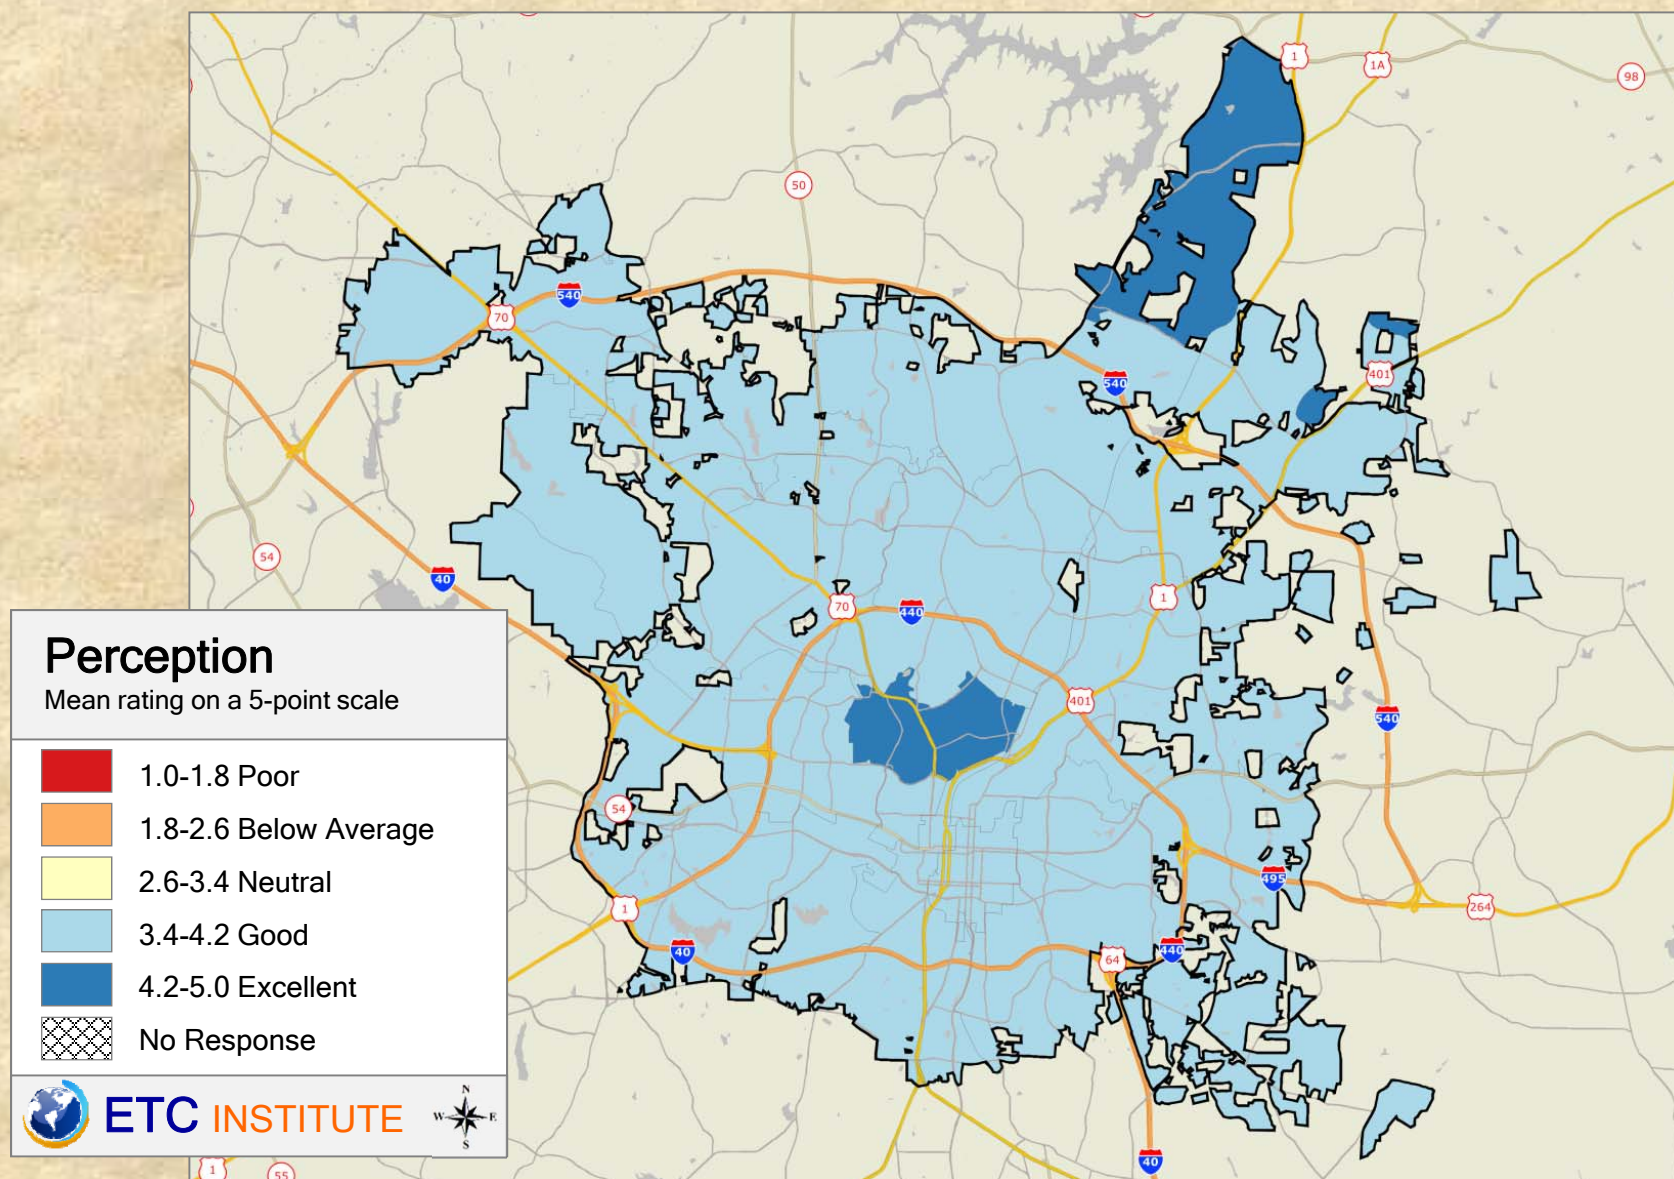 1
1A
98
50
540
70
401
540
54
40
70
440
1
401
540
54
495
1
264
40
64
440
40
1
55
Perception
Mean rating on a 5-point scale
1.0-1.8 Poor
1.8-2.6 Below Average
2.6-3.4 Neutral
3.4-4.2 Good
4.2-5.0 Excellent
No Response
ETC INSTITUTE
N
W E
S